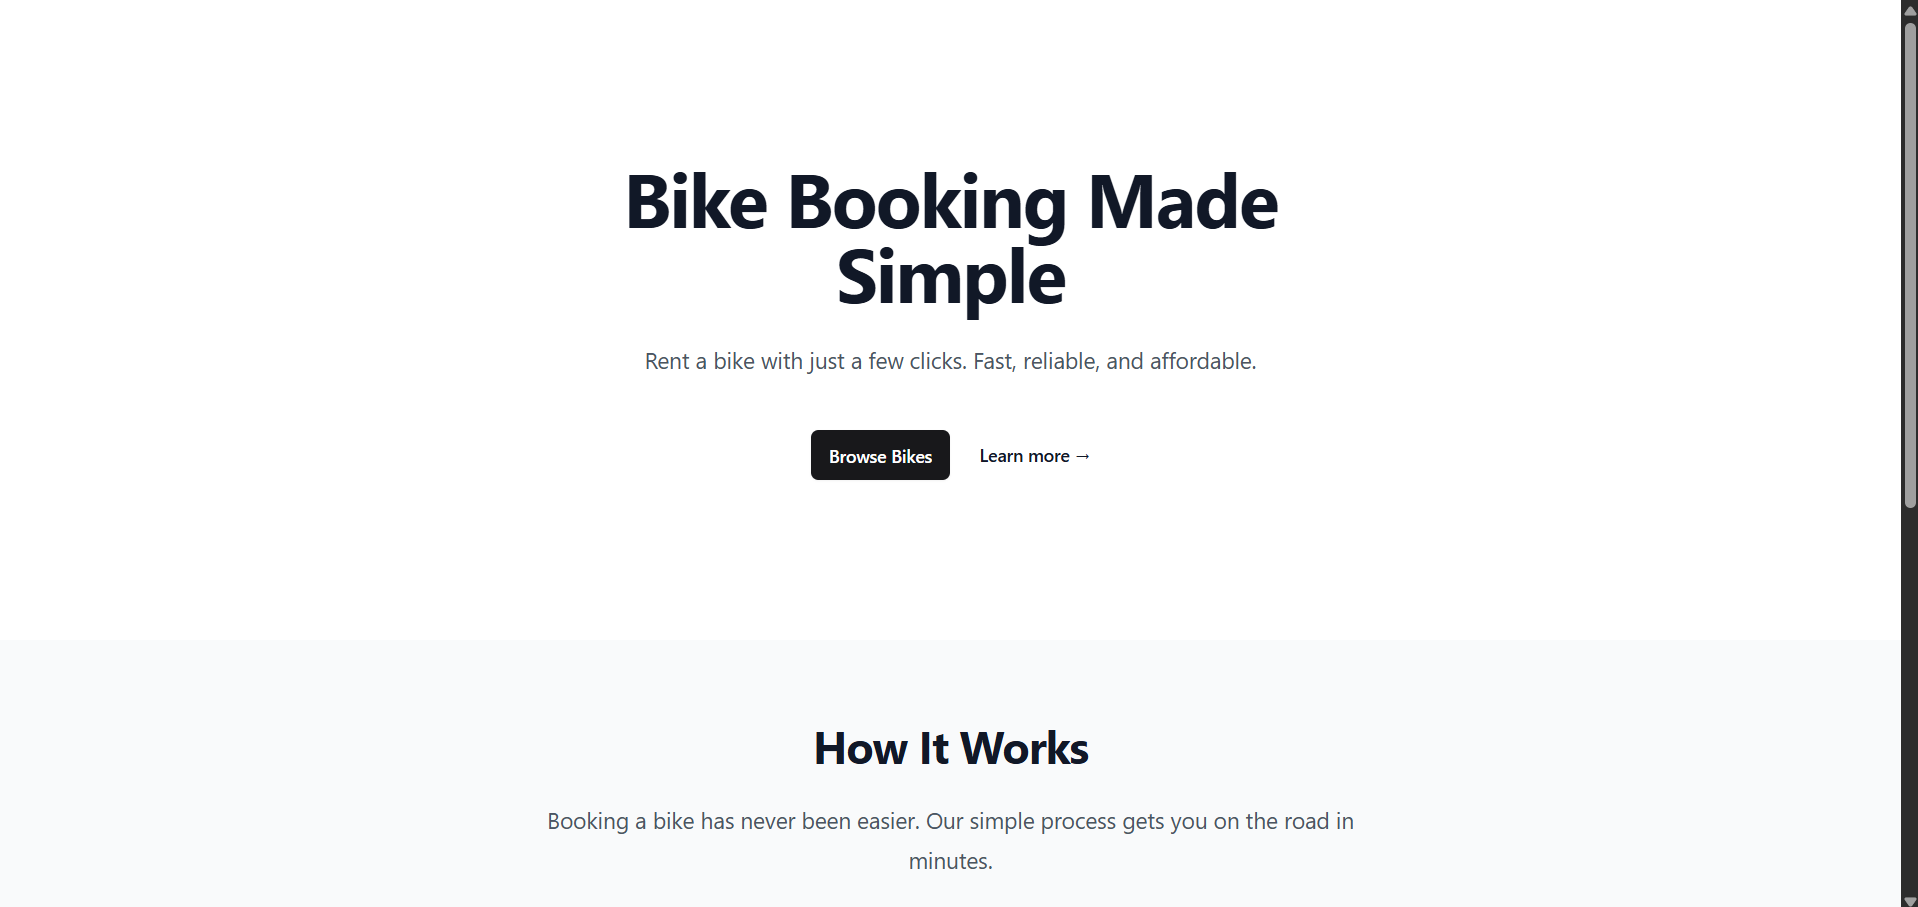 Bike Booking Made
Simple
Rent a bike with just a few clicks. Fast, reliable, and affordable.
Browse Bikes
Learn more →
How It Works
Booking a bike has never been easier. Our simple process gets you on the road in
minutes.